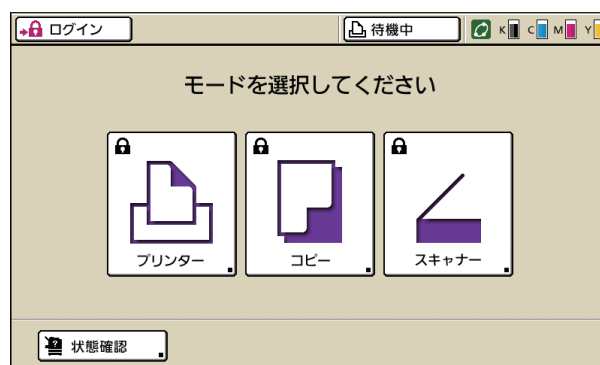 ログイン
待機中
K C M Y
モードを選択してください
プリンター
コピー
スキャナー
状態確認